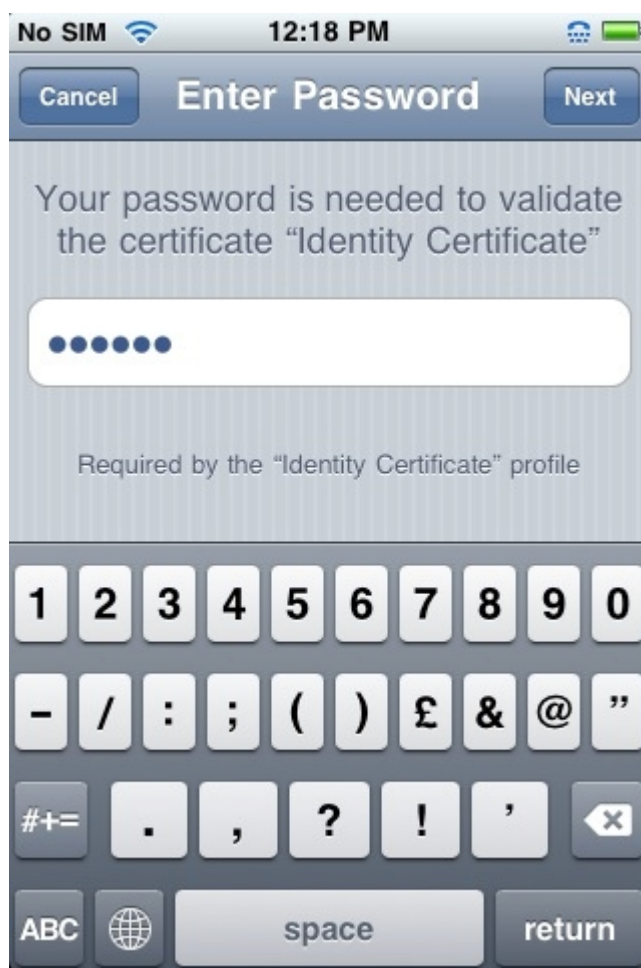 No SIM 12:18 PM
Cancel Enter Password Next
Your password is needed to validate
the certificate “Identity Certificate”
••••••
Required by the “Identity Certificate” profile
1 2 3 4 5 6 7 8 9 0
- / : ; ( ) £ & @ ”
#+= . , ? ! ’
ABC space return